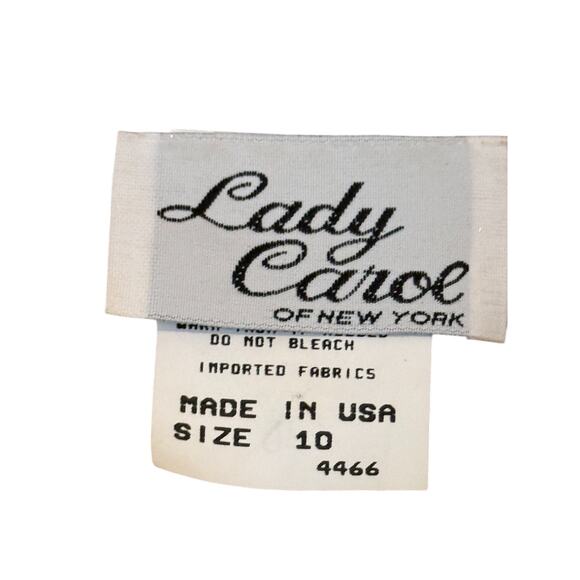 Lady
Carol
OF NEW YORK
DO NOT BLEACH
IMPORTED FABRICS
MADE IN USA
SIZE 10
4466